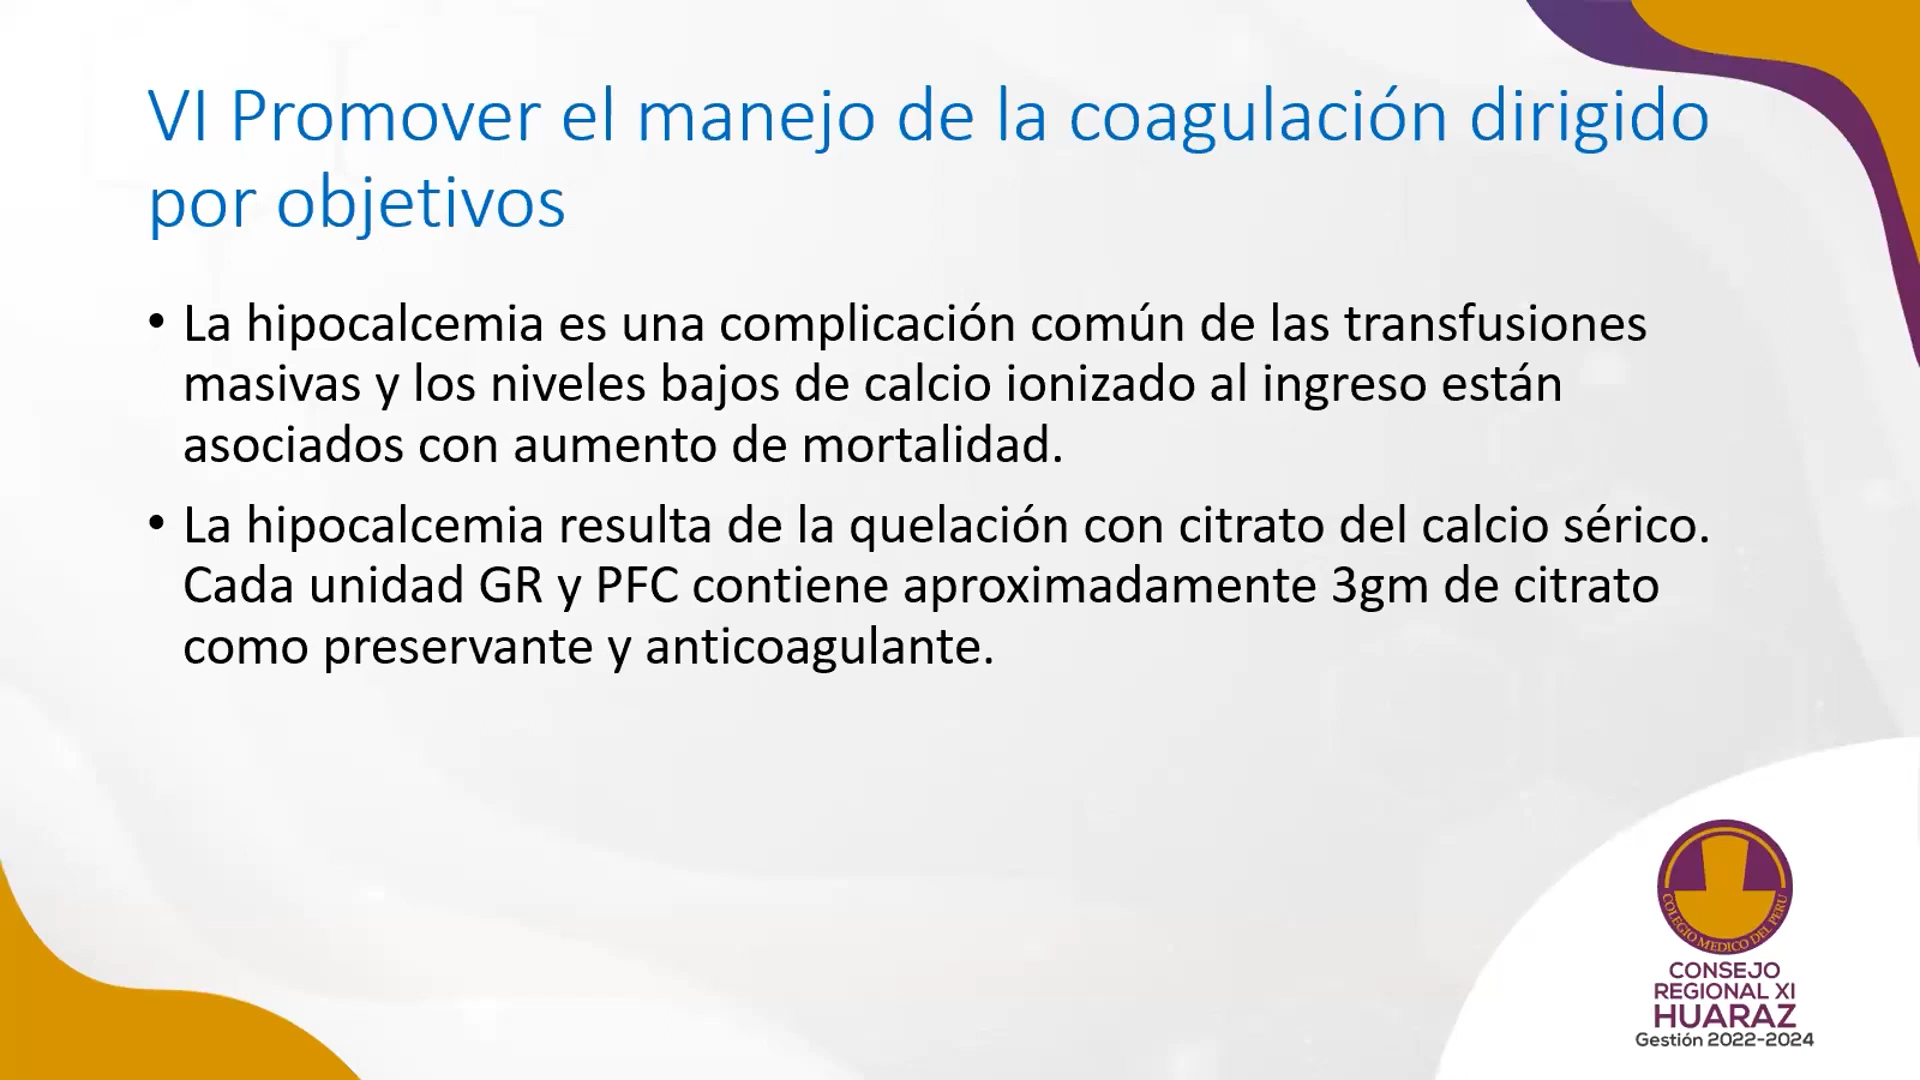 VI Promover el manejo de la coagulación dirigido
por objetivos
• La hipocalcemia es una complicación común de las transfusiones
masivas y los niveles bajos de calcio ionizado al ingreso están
asociados con aumento de mortalidad.
• La hipocalcemia resulta de la quelación con citrato del calcio sérico.
Cada unidad GR y PFC contiene aproximadamente 3gm de citrato
como preservante y anticoagulante.
COLEGIO MEDICO DEL PERU
CONSEJO
REGIONAL XI
HUARAZ
Gestión 2022-2024